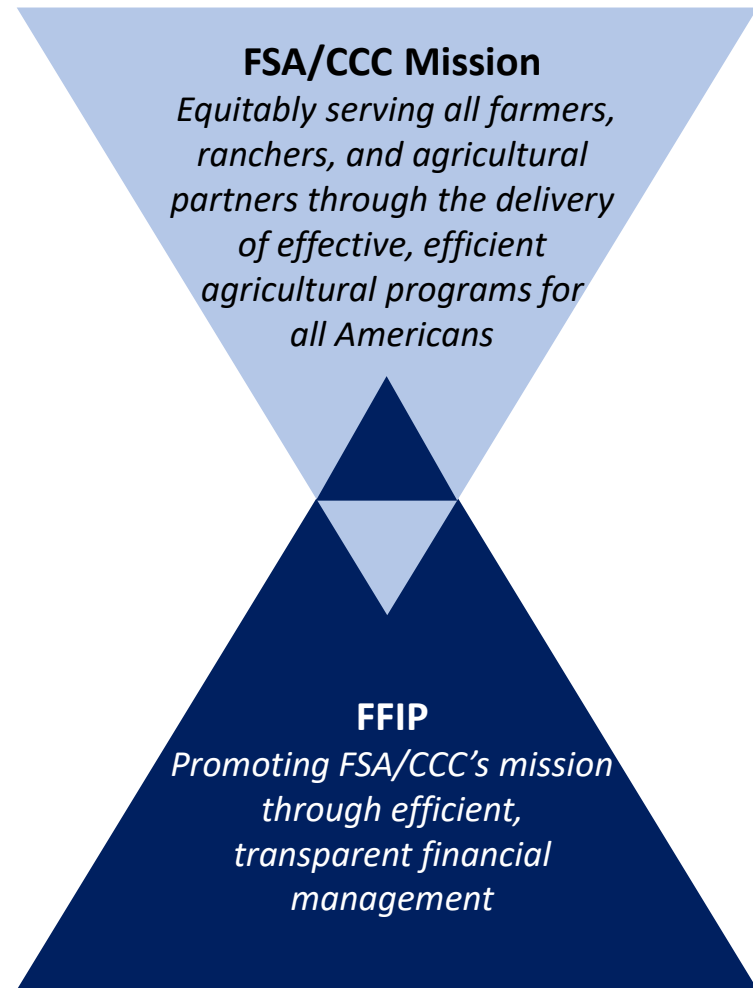 FSA/CCC Mission
Equitably serving all farmers,
ranchers, and agricultural
partners through the delivery
of effective, efficient
agricultural programs for
all Americans
FFIP
Promoting FSA/CCC’s mission
through efficient,
transparent financial
management